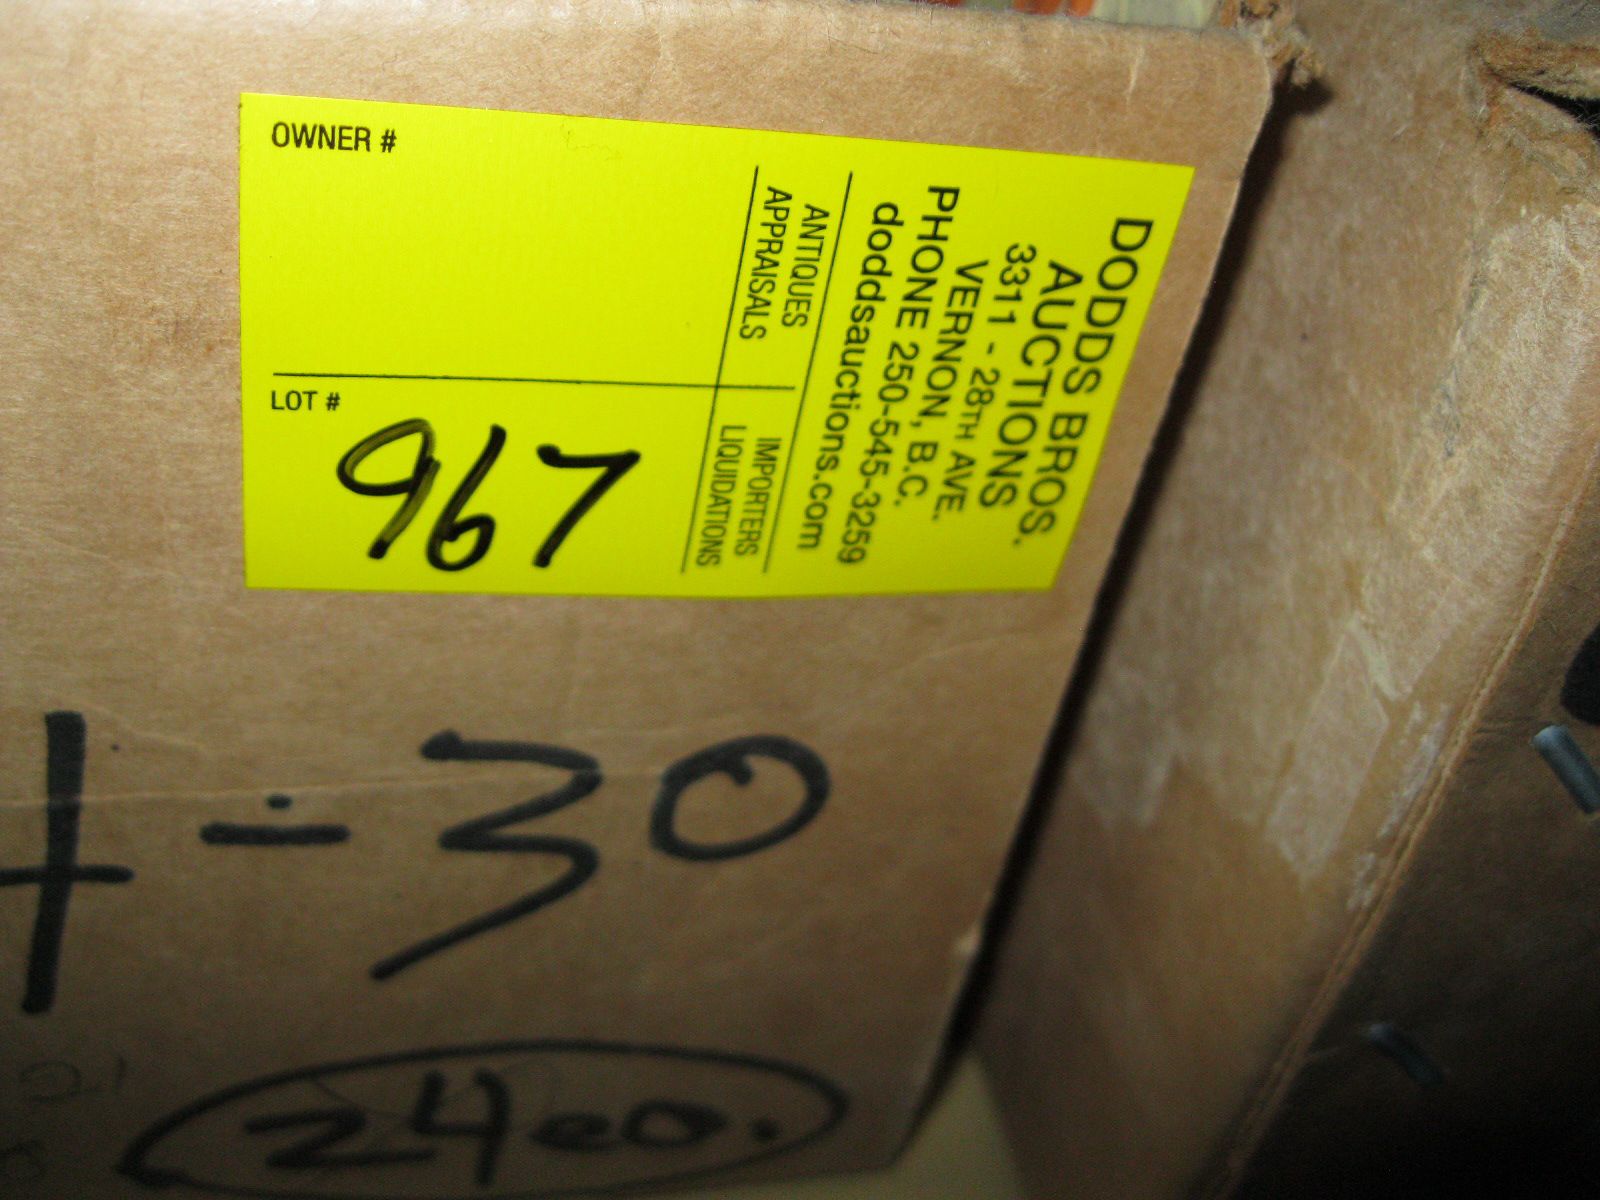 OWNER #
LOT #
967
DODDS BROS.
AUCTIONS
3311 - 28TH AVE.
VERNON, B.C.
PHONE 250-545-3259
doddsauctions.com
ANTIQUES
APPRAISALS
IMPORTERS
LIQUIDATIONS
- 30
2400.